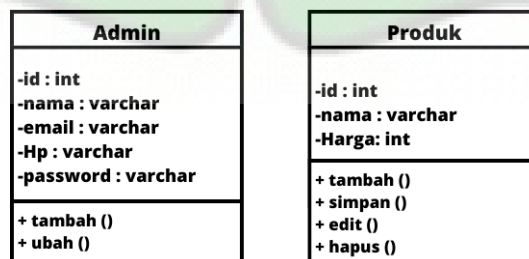 Admin
-id : int
-nama : varchar
-email : varchar
-Hp : varchar
-password : varchar
+ tambah ()
+ ubah ()
Produk
-id : int
-nama : varchar
-Harga: int
+ tambah ()
+ simpan ()
+ edit ()
+ hapus ()